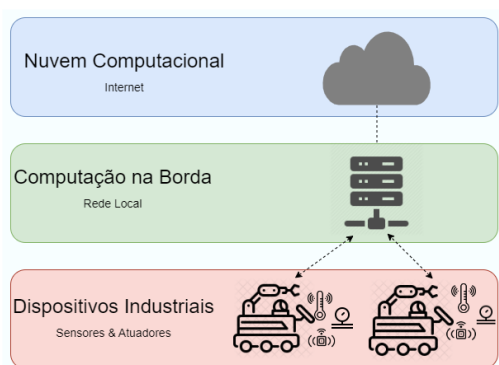 Nuvem Computacional
Internet
Computação na Borda
Rede Local
Dispositivos Industriais
Sensores & Atuadores